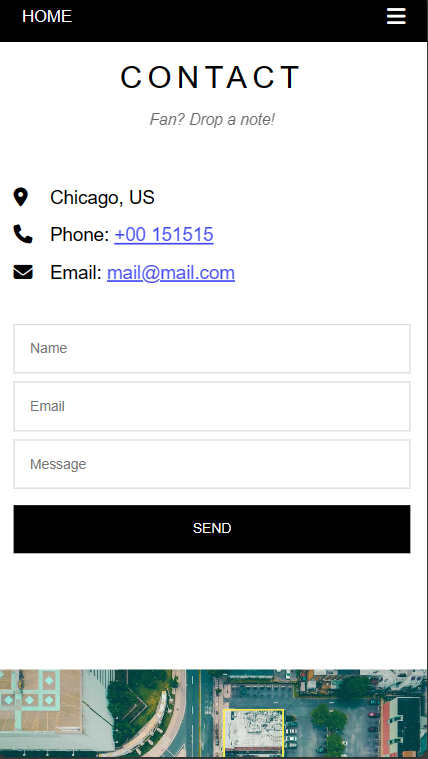 HOME
CONTACT
Fan? Drop a note!
Chicago, US
Phone: +00 151515
Email: mail@mail.com
Name
Email
Message
SEND